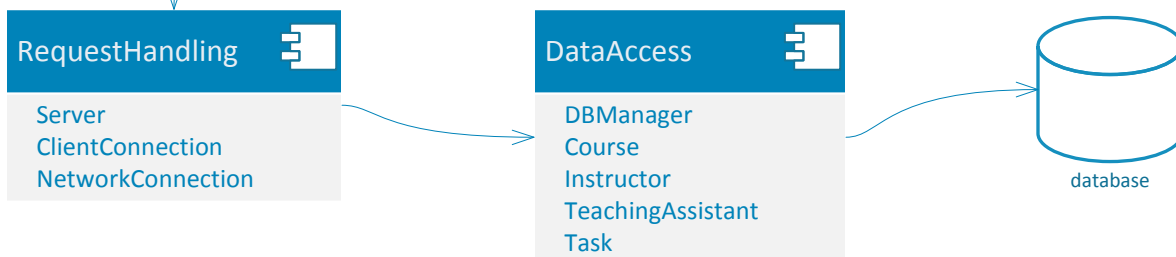 RequestHandling
Server
ClientConnection
NetworkConnection
DataAccess
DBManager
Course
Instructor
TeachingAssistant
Task
database